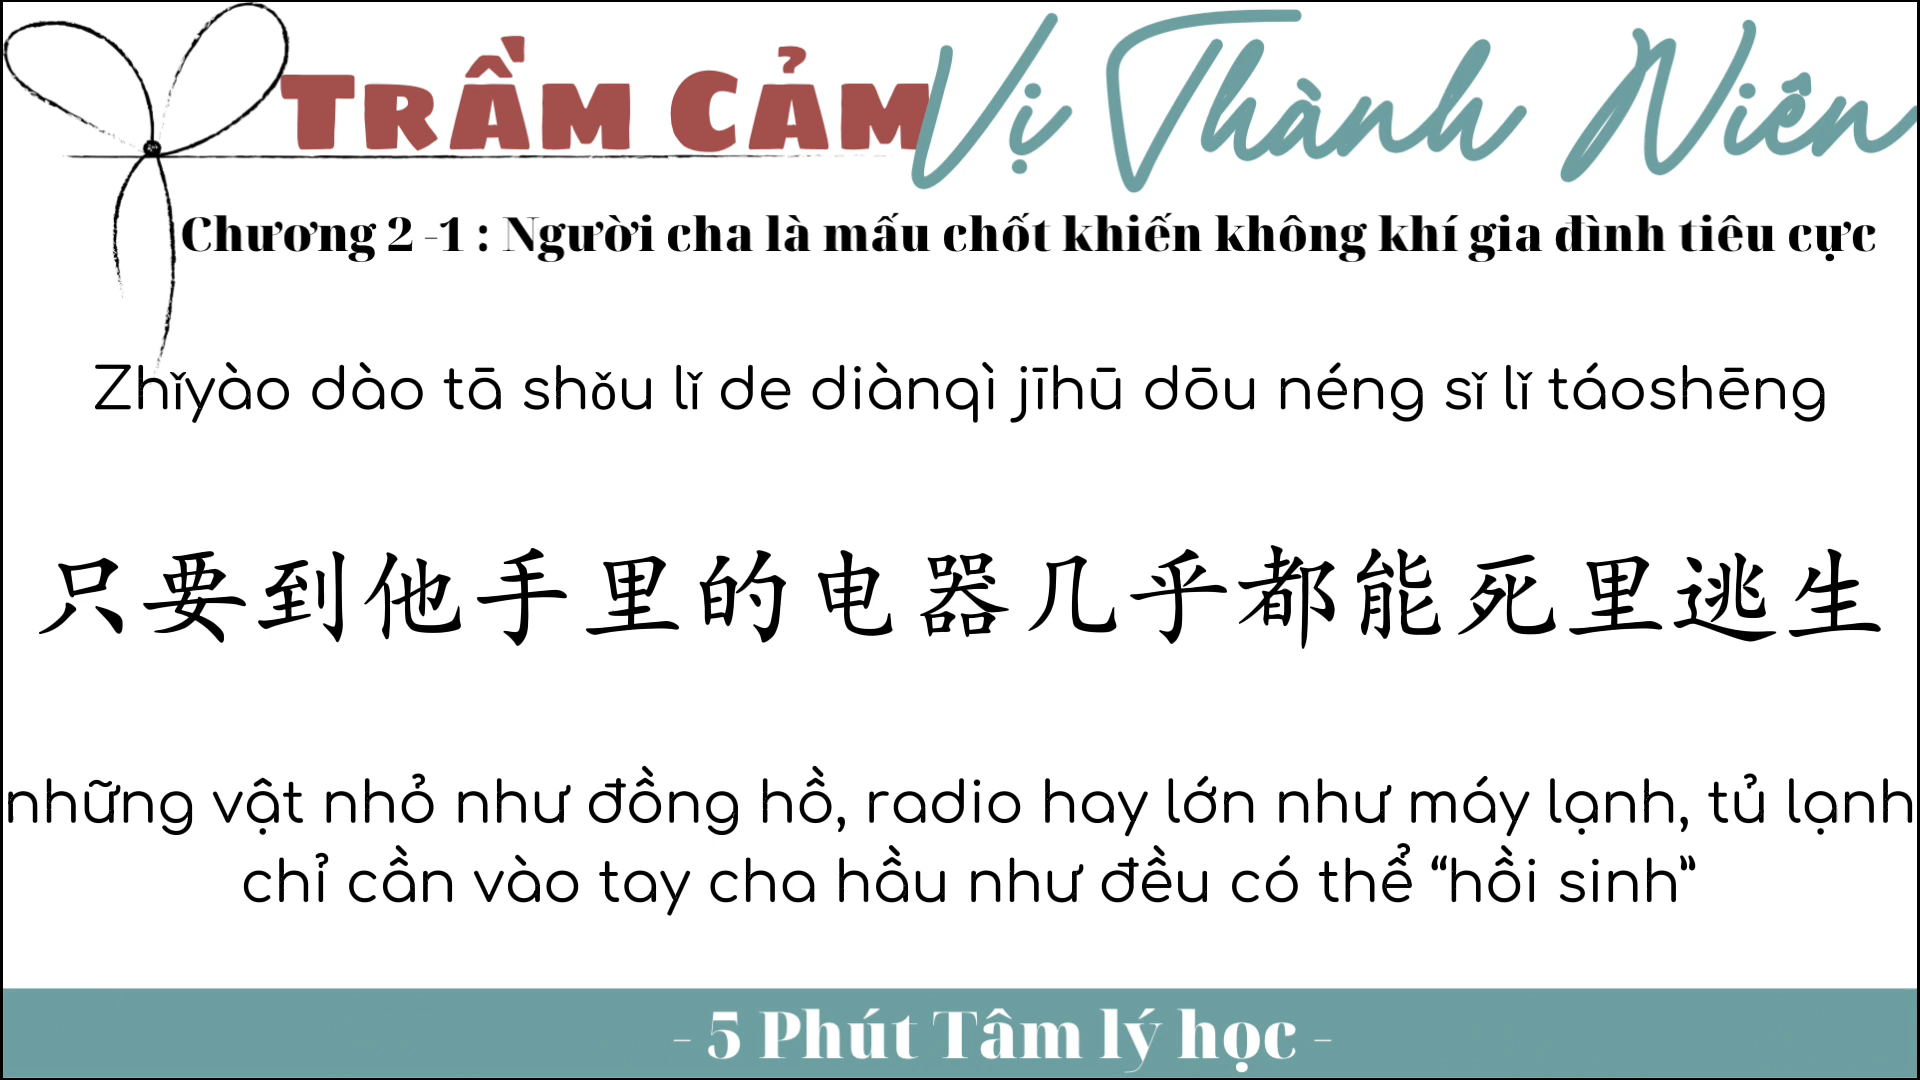 Trầm Cảm Vị Thành Niên
Chương 2 -1 : Người cha là mấu chốt khiến không khí gia đình tiêu cực
Zhǐyào dào tā shǒu lǐ de diànqì jīhū dōu néng sǐ lǐ táoshēng
只要到他手里的电器几乎都能死里逃生
những vật nhỏ như đồng hồ, radio hay lớn như máy lạnh, tủ lạnh
chỉ cần vào tay cha hầu như đều có thể “hồi sinh”
- 5 Phút Tâm lý học -